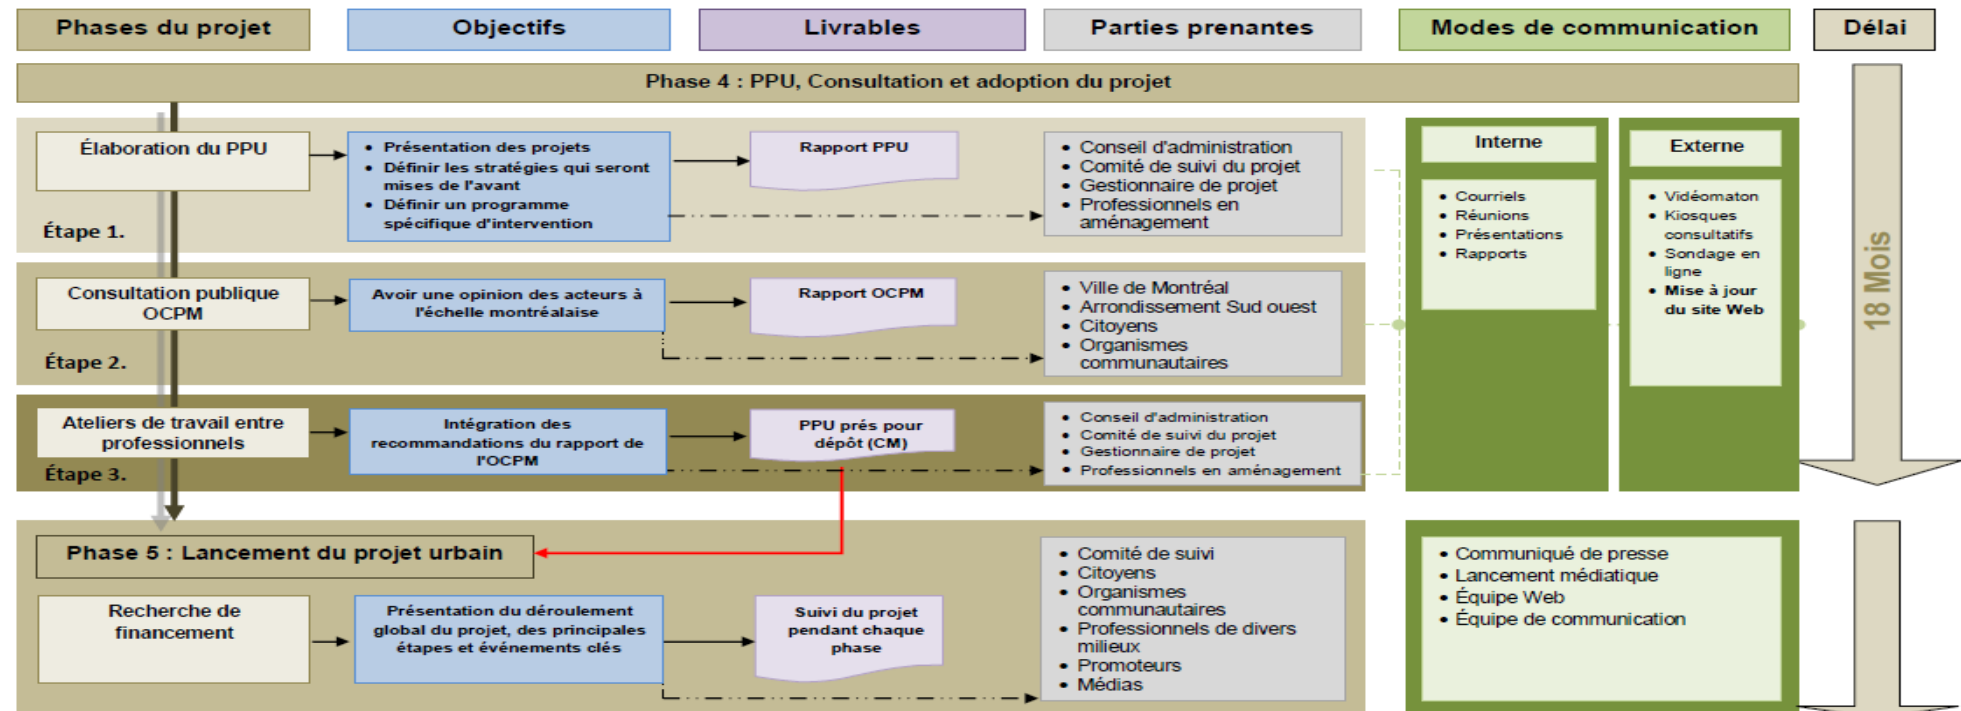 Phases du projet
Objectifs
Livrables
Parties prenantes
Modes de communication
Délai
Phase 4 : PPU, Consultation et adoption du projet
Élaboration du PPU
Étape 1.
• Présentation des projets
• Définir les stratégies qui seront
mises de l'avant
• Définir un programme
spécifique d'intervention
Rapport PPU
• Conseil d'administration
• Comité de suivi du projet
• Gestionnaire de projet
• Professionnels en
aménagement
Interne
• Courriels
• Réunions
• Présentations
• Rapports
Externe
• Vidéomaton
• Kiosques
consultatifs
• Sondage en
ligne
• Mise à jour
du site Web
18 Mois
Consultation publique
OCPM
Étape 2.
Avoir une opinion des acteurs à
l'échelle montréalaise
Rapport OCPM
• Ville de Montréal
• Arrondissement Sud ouest
• Citoyens
• Organismes
communautaires
Ateliers de travail entre
professionnels
Étape 3.
Intégration des
recommandations du rapport de
l'OCPM
PPU prés pour
dépôt (CM)
• Conseil d'administration
• Comité de suivi du projet
• Gestionnaire de projet
• Professionnels en aménagement
Phase 5 : Lancement du projet urbain
Recherche de
financement
Présentation du déroulement
global du projet, des principales
étapes et événements clés
Suivi du projet
pendant chaque
phase
• Comité de suivi
• Citoyens
• Organismes
communautaires
• Professionnels de divers
milieux
• Promoteurs
• Médias
• Communiqué de presse
• Lancement médiatique
• Équipe Web
• Équipe de communication